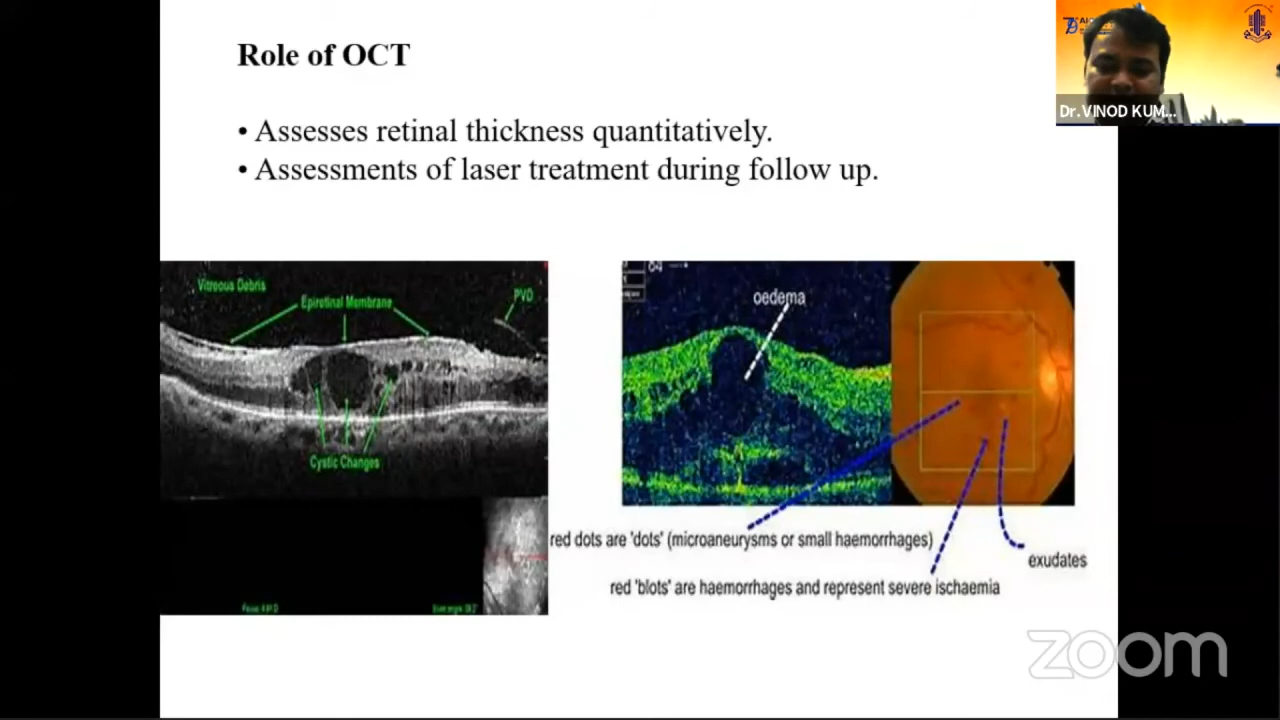 Role of OCT
• Assesses retinal thickness quantitatively.
• Assessments of laser treatment during follow up.
Dr.VINOD KUM...
Vitreous Debris
Epiretinal Membrane
PVD
Cystic Changes
oedema
red dots are 'dots' (microaneurysms or small haemorrhages)
exudates
red 'blots' are haemorrhages and represent severe ischaemia
zoom